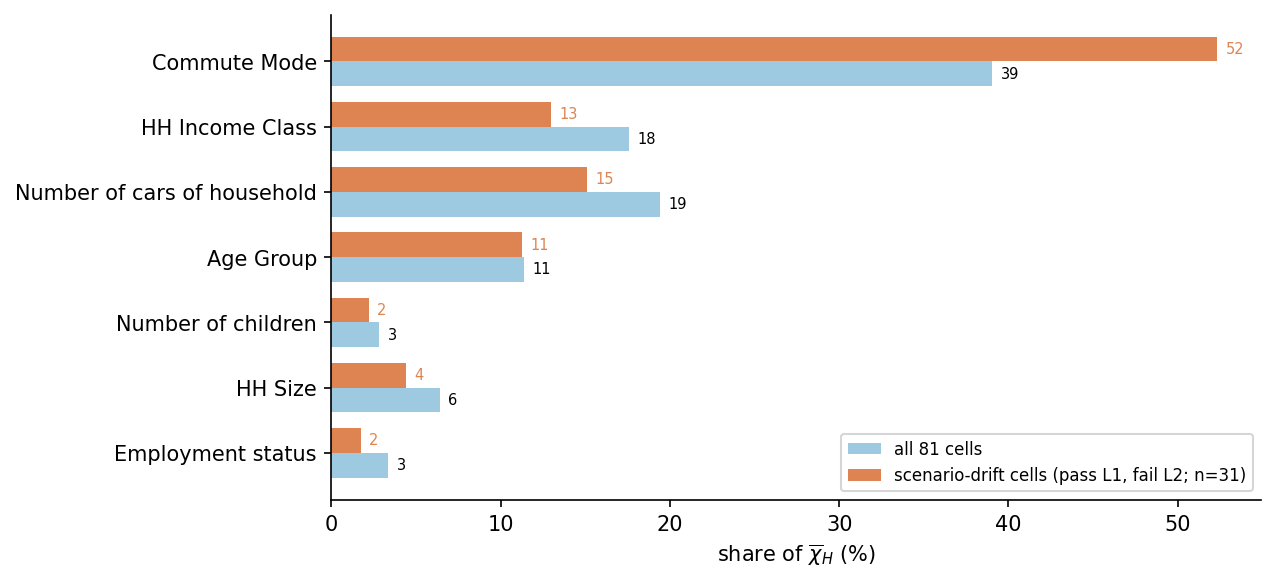 Commute Mode
52
39
HH Income Class
13
18
Number of cars of household
15
19
Age Group
11
11
Number of children
2
3
HH Size
4
6
Employment status
2
3
all 81 cells
scenario-drift cells (pass L1, fail L2; n=31)
0 10 20 30 40 50
share of χ̅_H (%)